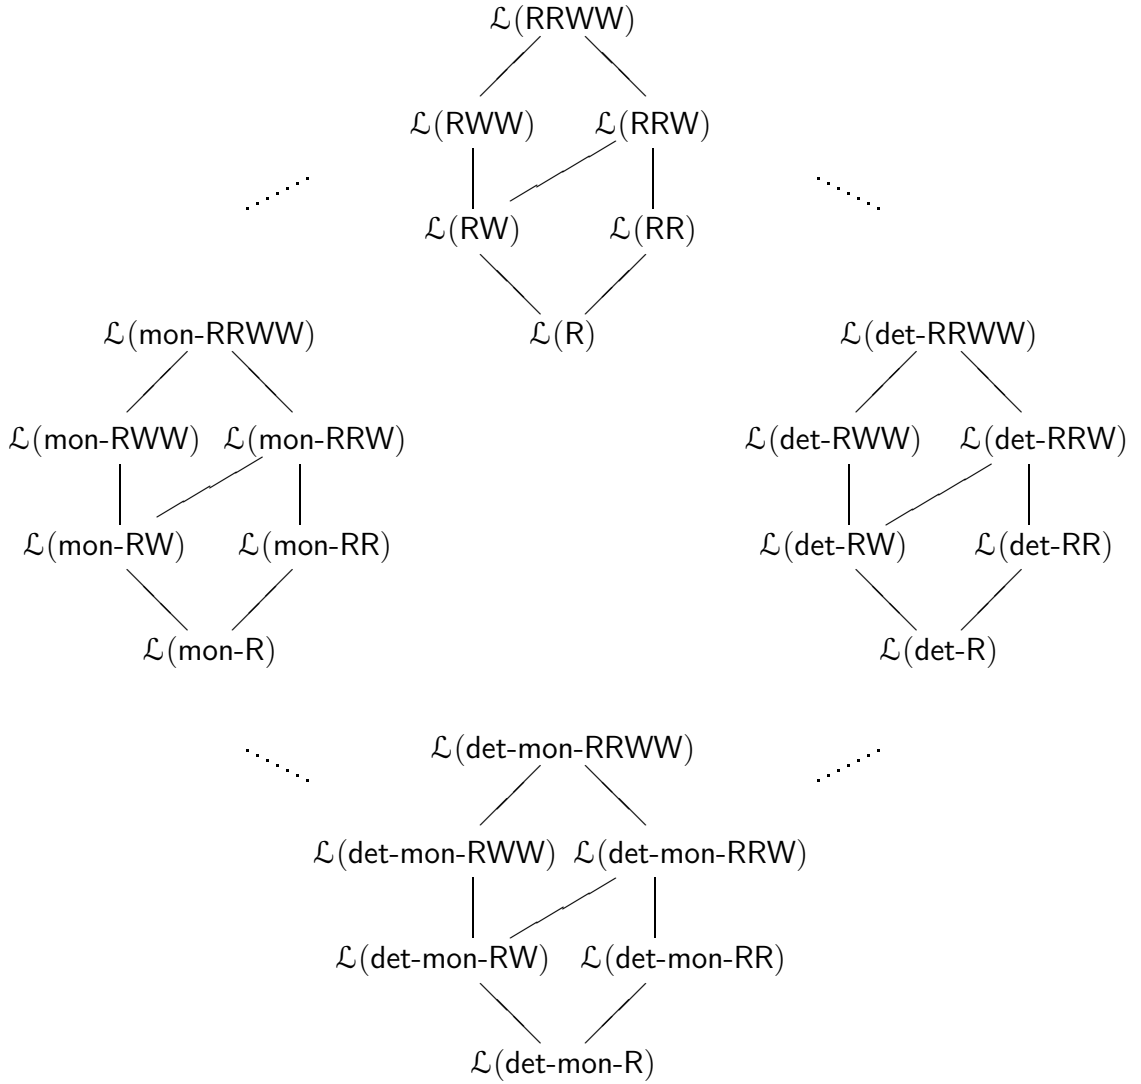 ℒ(RRWW)
ℒ(RWW) ℒ(RRW)
ℒ(RW) ℒ(RR)
ℒ(R)
ℒ(mon-RRWW)
ℒ(mon-RWW) ℒ(mon-RRW)
ℒ(mon-RW) ℒ(mon-RR)
ℒ(mon-R)
ℒ(det-RRWW)
ℒ(det-RWW) ℒ(det-RRW)
ℒ(det-RW) ℒ(det-RR)
ℒ(det-R)
ℒ(det-mon-RRWW)
ℒ(det-mon-RWW) ℒ(det-mon-RRW)
ℒ(det-mon-RW) ℒ(det-mon-RR)
ℒ(det-mon-R)